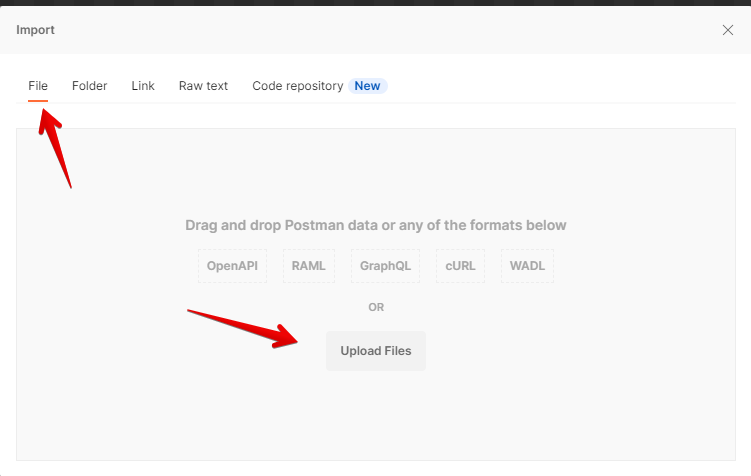 Import
File Folder Link Raw text Code repository New
Drag and drop Postman data or any of the formats below
OpenAPI RAML GraphQL cURL WADL
OR
Upload Files